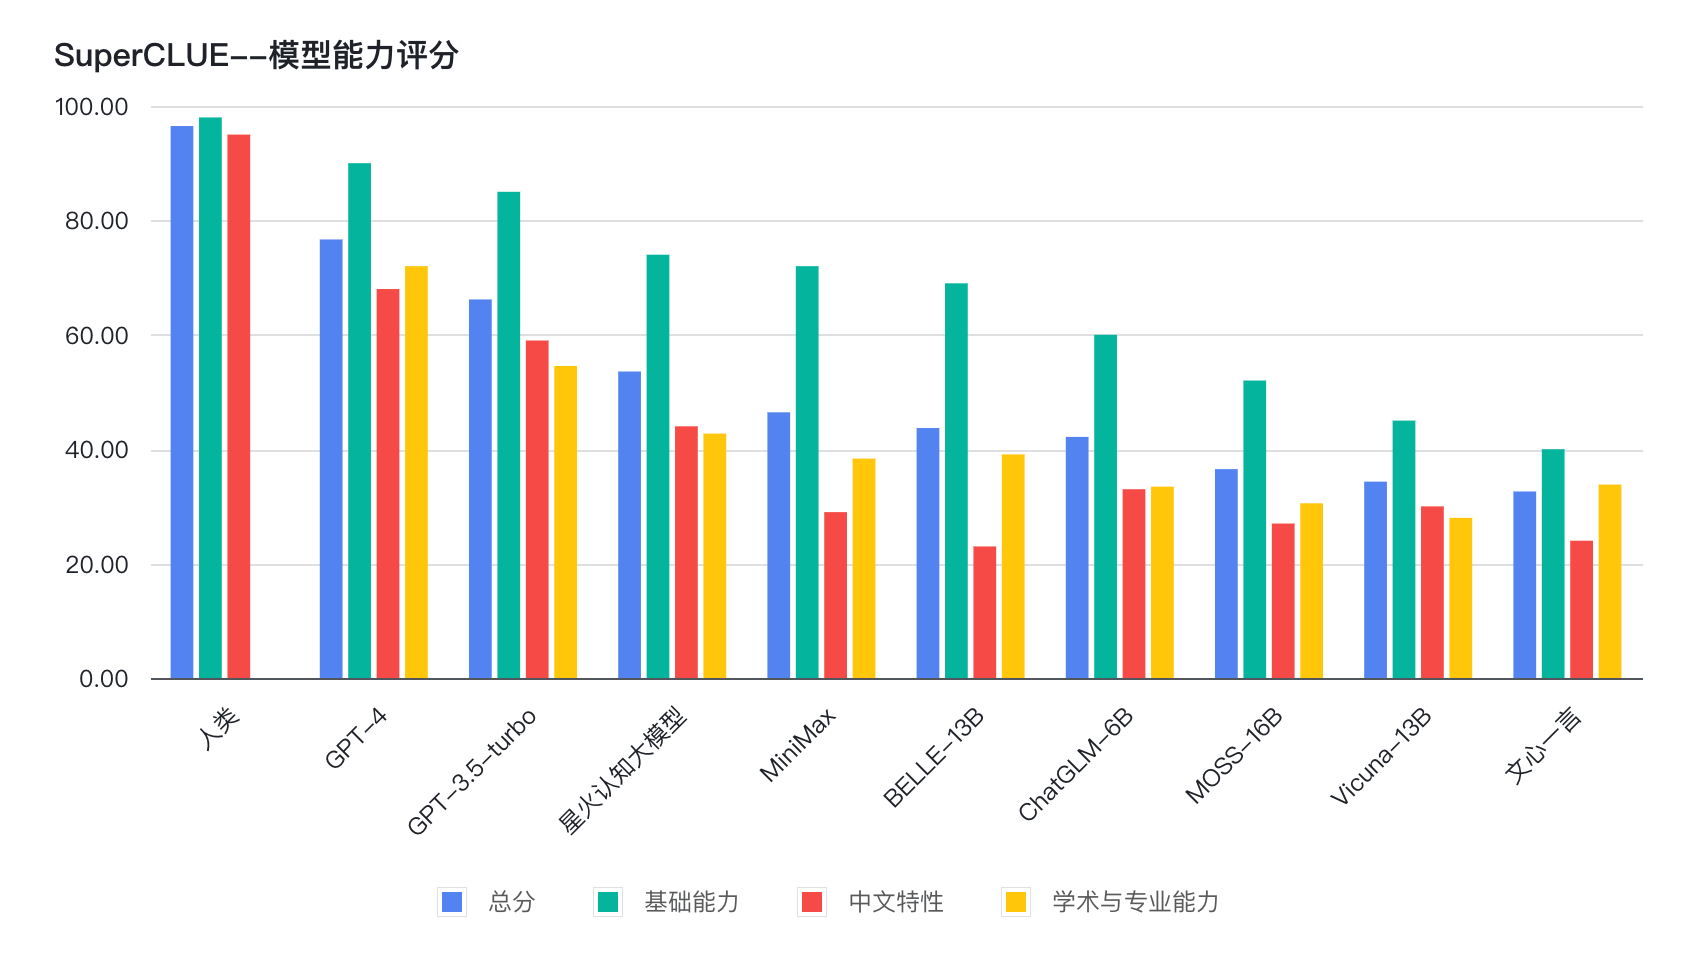 SuperCLUE--模型能力评分
100.00
80.00
60.00
40.00
20.00
0.00
人类
GPT-4
GPT-3.5-turbo
星火认知大模型
MiniMax
BELLE-13B
ChatGLM-6B
MOSS-16B
Vicuna-13B
文心一言
总分
基础能力
中文特性
学术与专业能力